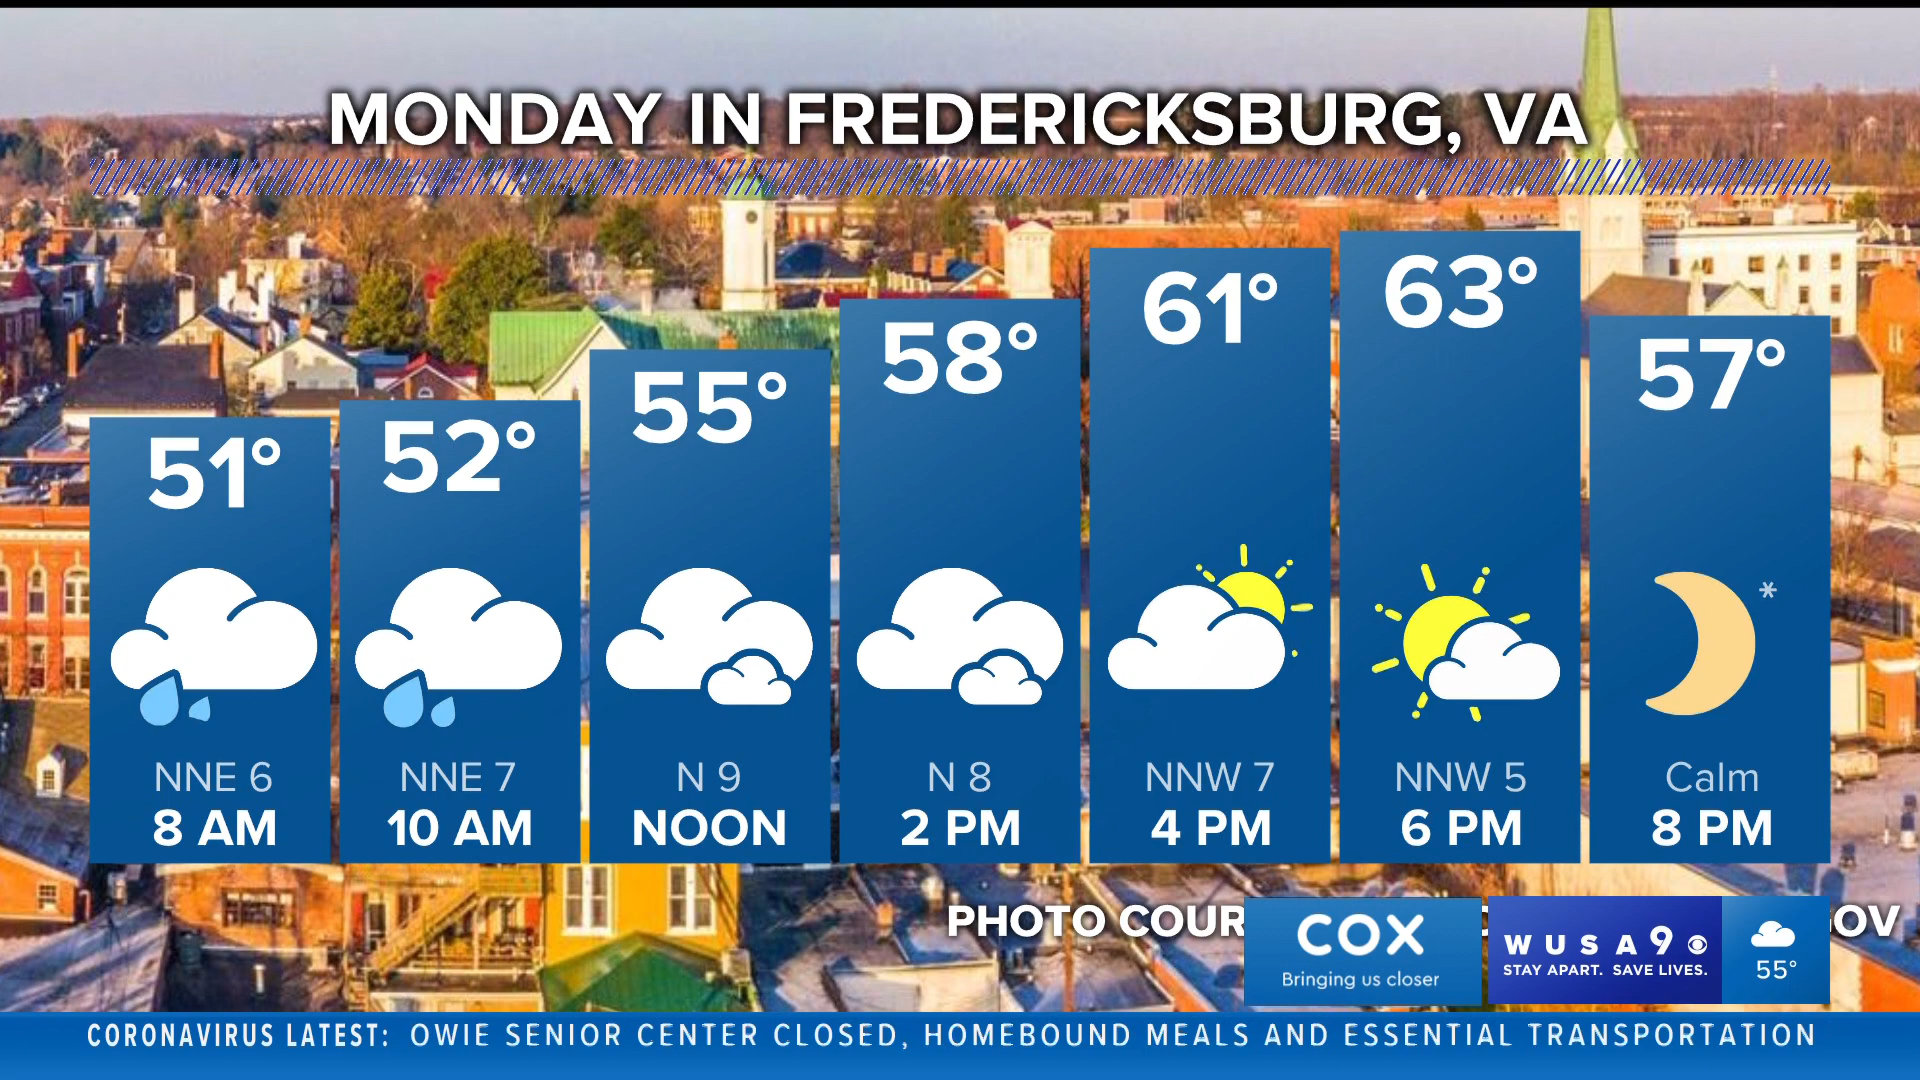 MONDAY IN FREDERICKSBURG, VA
51° 52° 55° 58° 61° 63° 57°
NNE 6 NNE 7 N 9 N 8 NNW 7 NNW 5 Calm
8 AM 10 AM NOON 2 PM 4 PM 6 PM 8 PM
PHOTO
COX
Bringing us closer
WUSA9
STAY APART. SAVE LIVES.
55°
CORONAVIRUS LATEST: OWIE SENIOR CENTER CLOSED, HOMEBOUND MEALS AND ESSENTIAL TRANSPORTATION